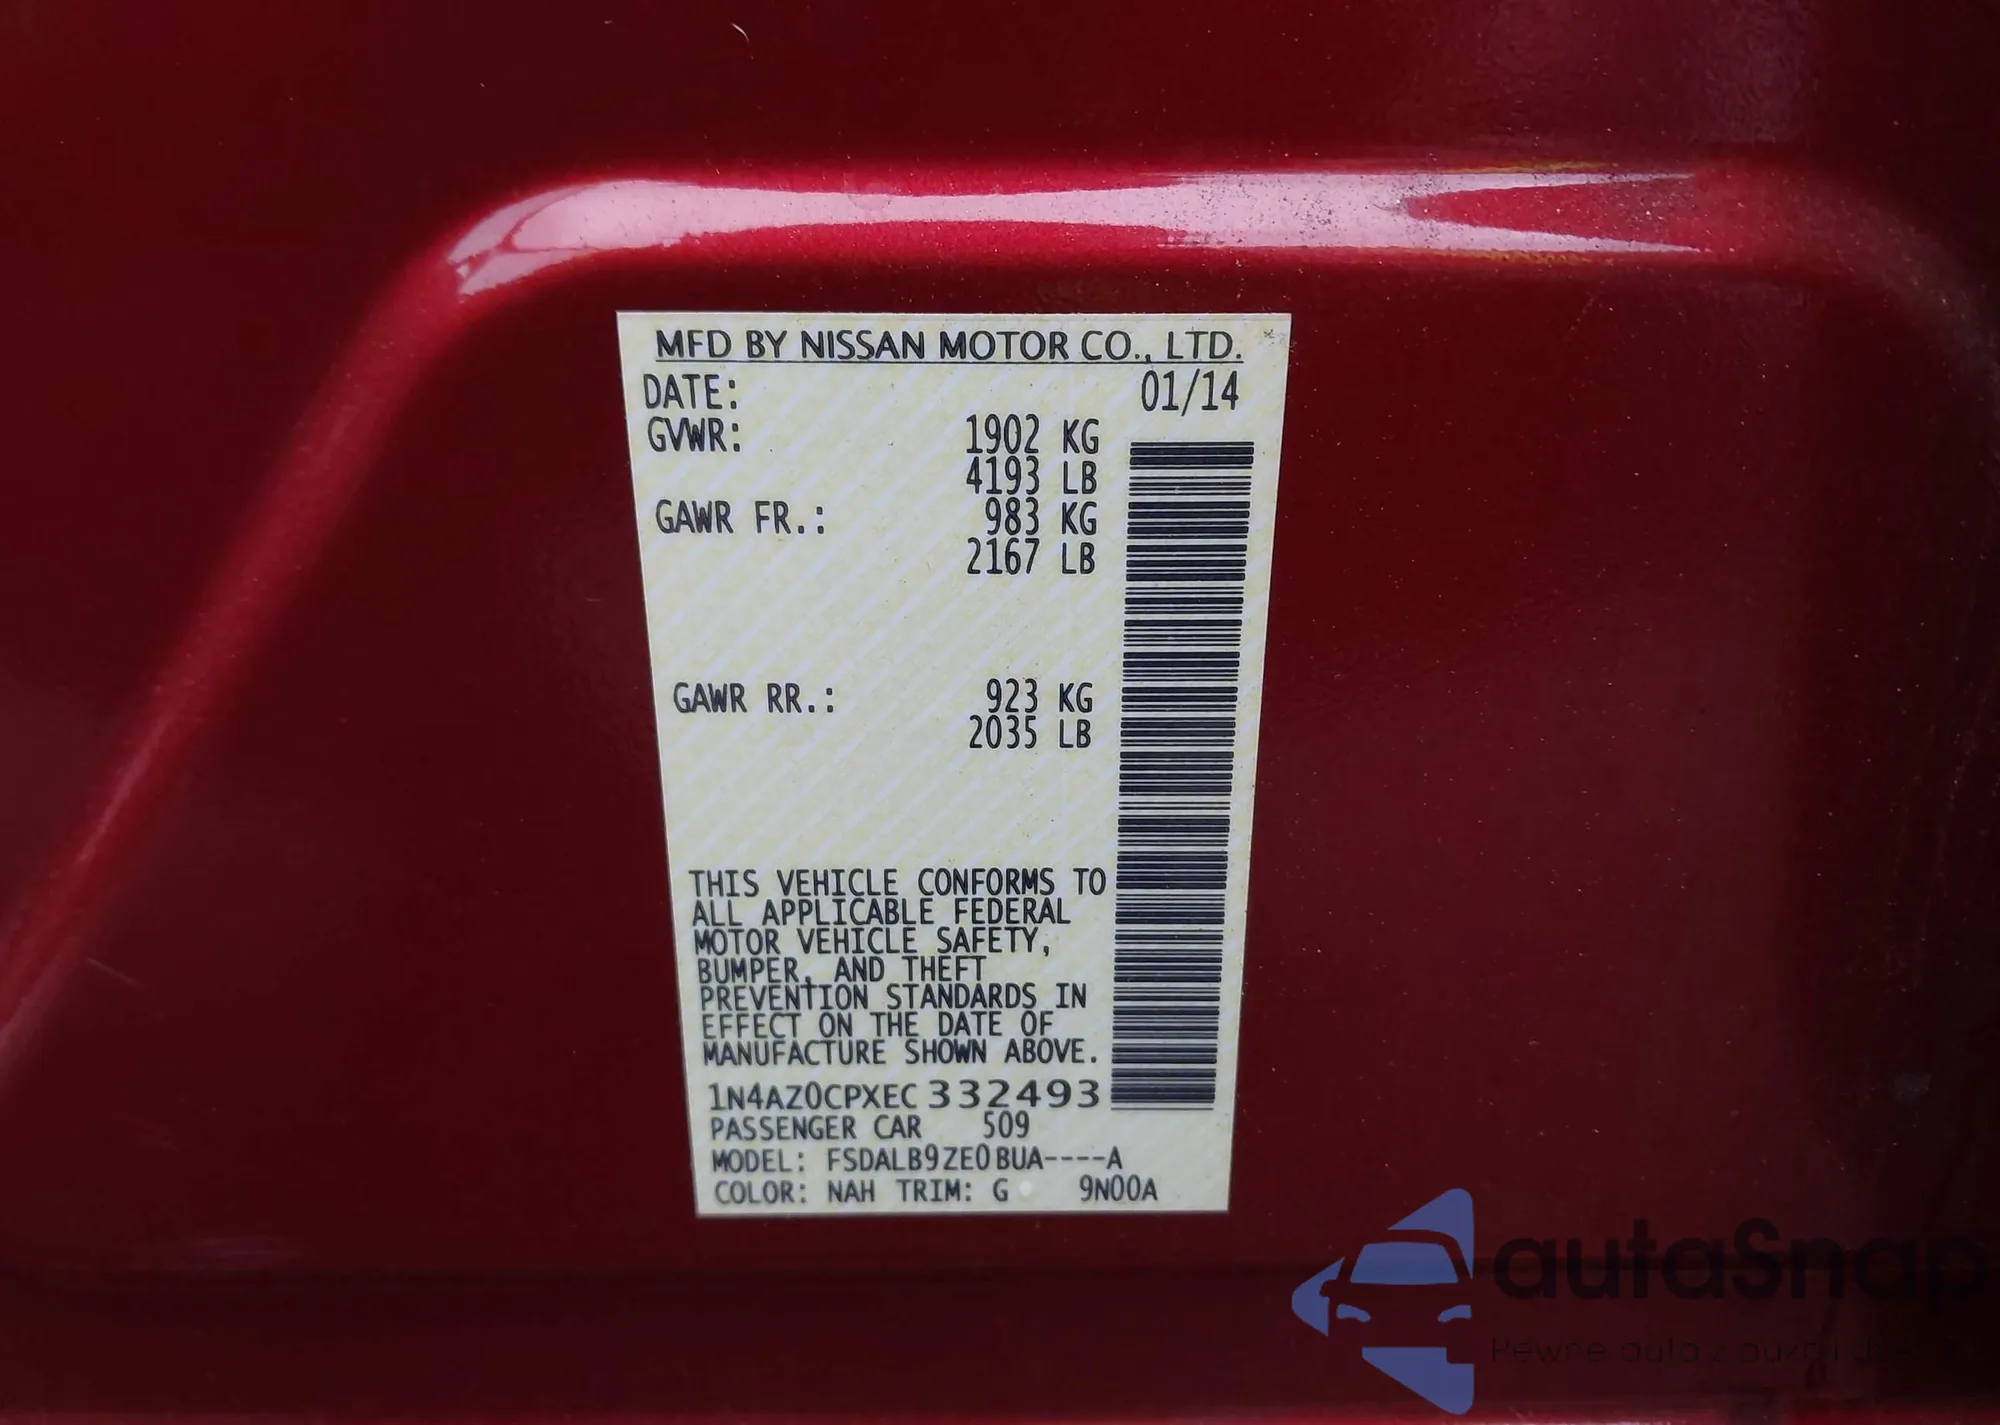 MFD BY NISSAN MOTOR CO., LTD.
DATE: 01/14
GVWR: 1902 KG
4193 LB
GAWR FR.: 983 KG
2167 LB
GAWR RR.: 923 KG
2035 LB
THIS VEHICLE CONFORMS TO
ALL APPLICABLE FEDERAL
MOTOR VEHICLE SAFETY,
BUMPER, AND THEFT
PREVENTION STANDARDS IN
EFFECT ON THE DATE OF
MANUFACTURE SHOWN ABOVE.
1N4AZ0CPXEC332493
PASSENGER CAR 509
MODEL: FSDALB9ZE0BUA----A
COLOR: NAH TRIM: G 9N00A
autaSnap
Pewne auto z aukcji